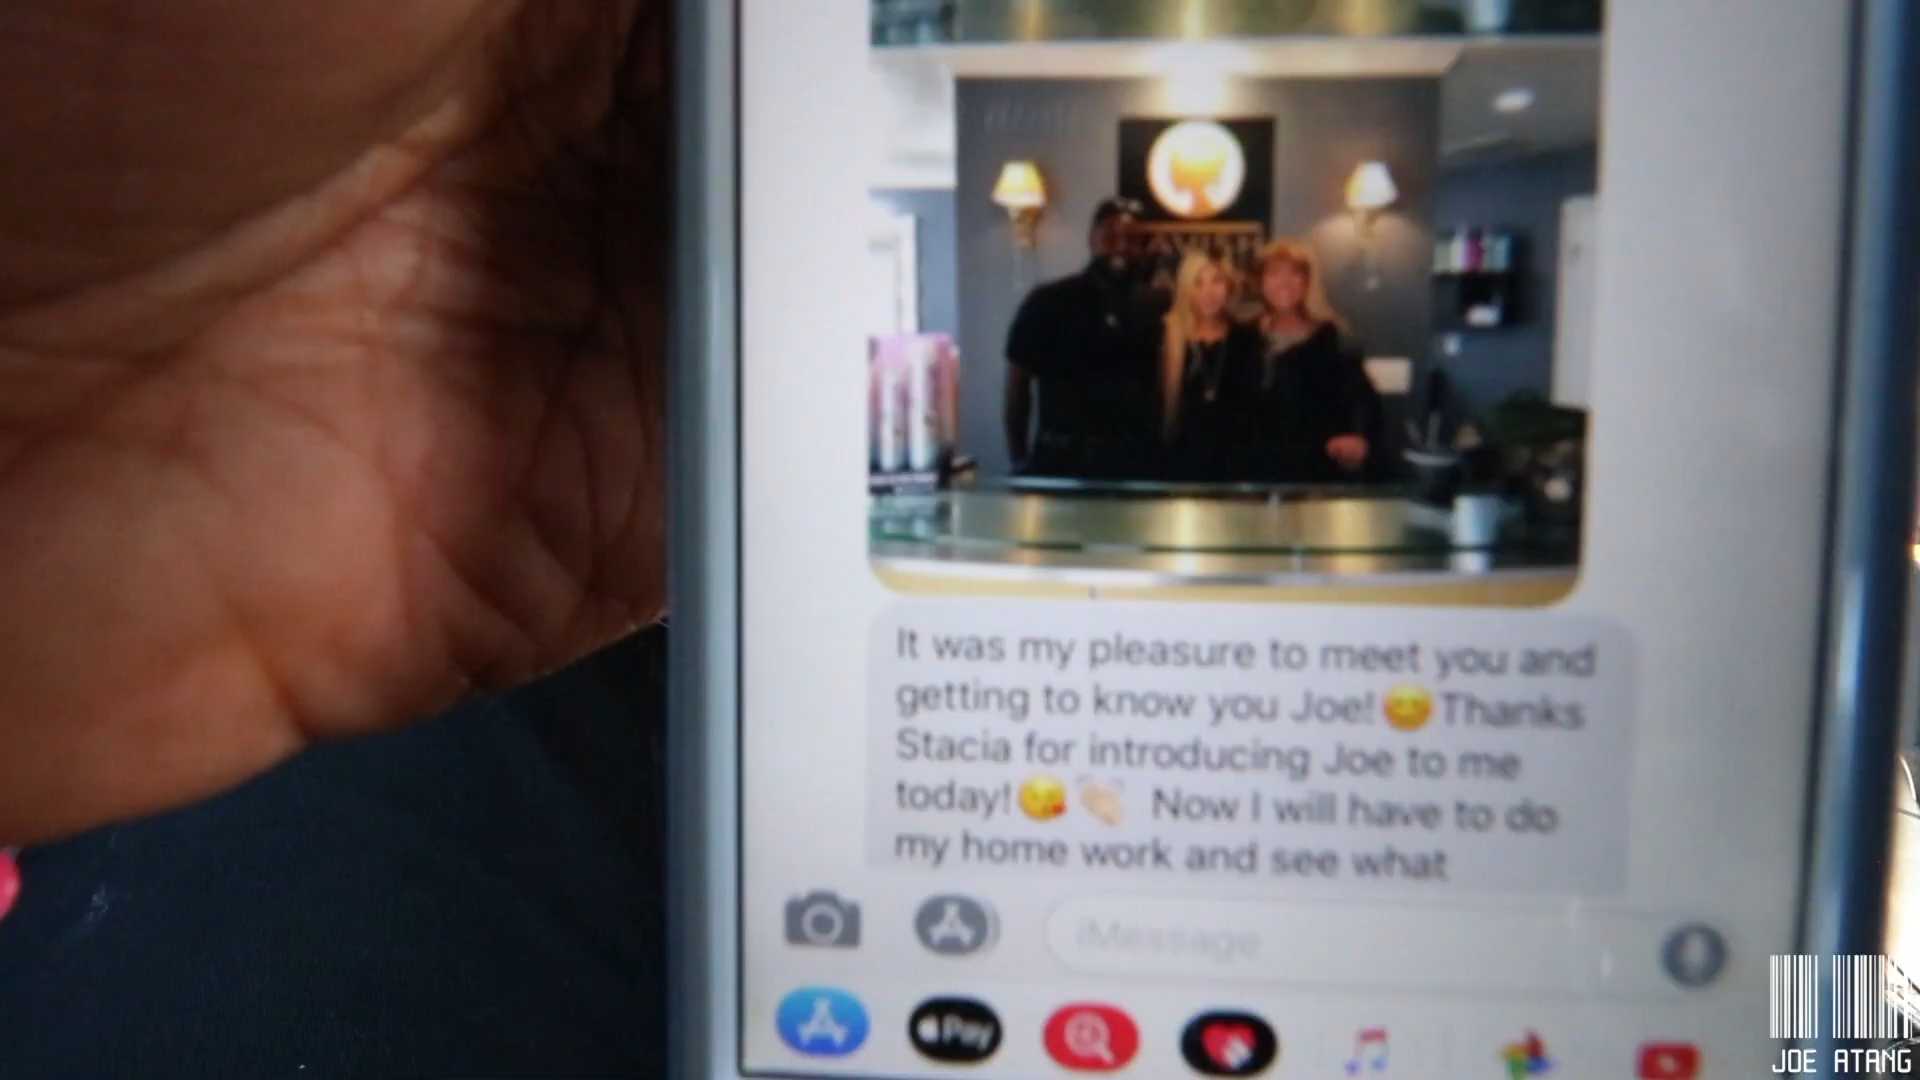 It was my pleasure to meet you and
getting to know you Joe!😊Thanks
Stacia for introducing Joe to me
today!😘👏🏻 Now I will have to do
my home work and see what
iMessage
Pay
JOE ATANG